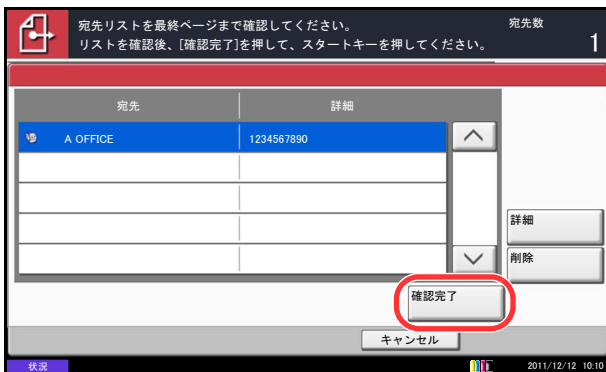 宛先リストを最終ページまで確認してください。
リストを確認後、[確認完了]を押して、スタートキーを押してください。
宛先数
1
宛先 詳細
A OFFICE 1234567890
詳細
削除
確認完了
キャンセル
状況
2011/12/12 10:10